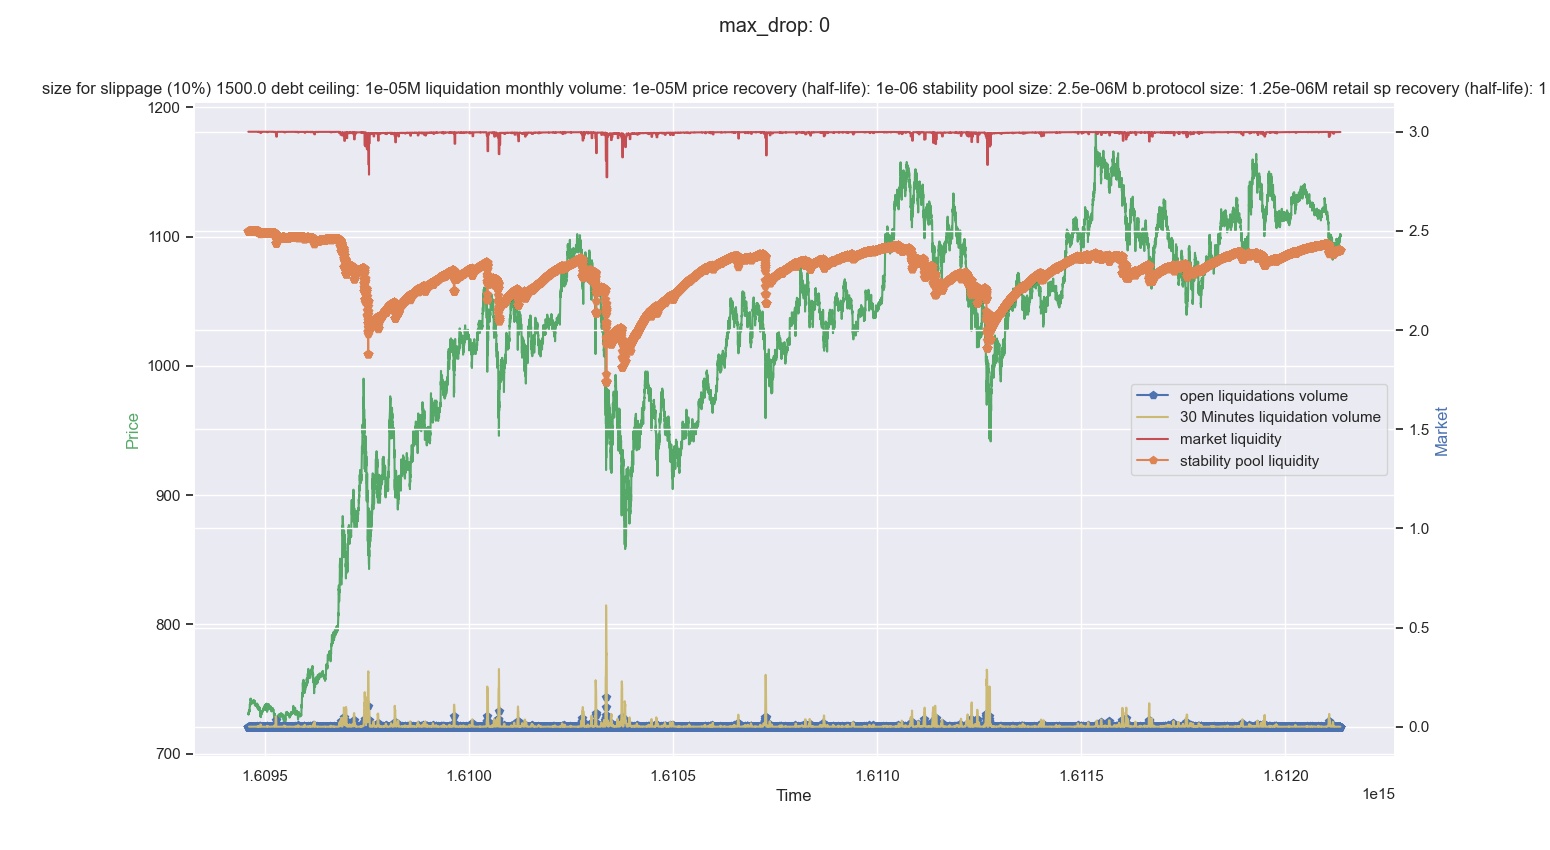 max_drop: 0
size for slippage (10%) 1500.0 debt ceiling: 1e-05M liquidation monthly volume: 1e-05M price recovery (half-life): 1e-06 stability pool size: 2.5e-06M b.protocol size: 1.25e-06M retail sp recovery (half-life): 1
1200
1100
1000
900
800
700
Price
3.0
2.5
2.0
1.5
1.0
0.5
0.0
Market
open liquidations volume
30 Minutes liquidation volume
market liquidity
stability pool liquidity
1.6095 1.6100 1.6105 1.6110 1.6115 1.6120
Time
1e15